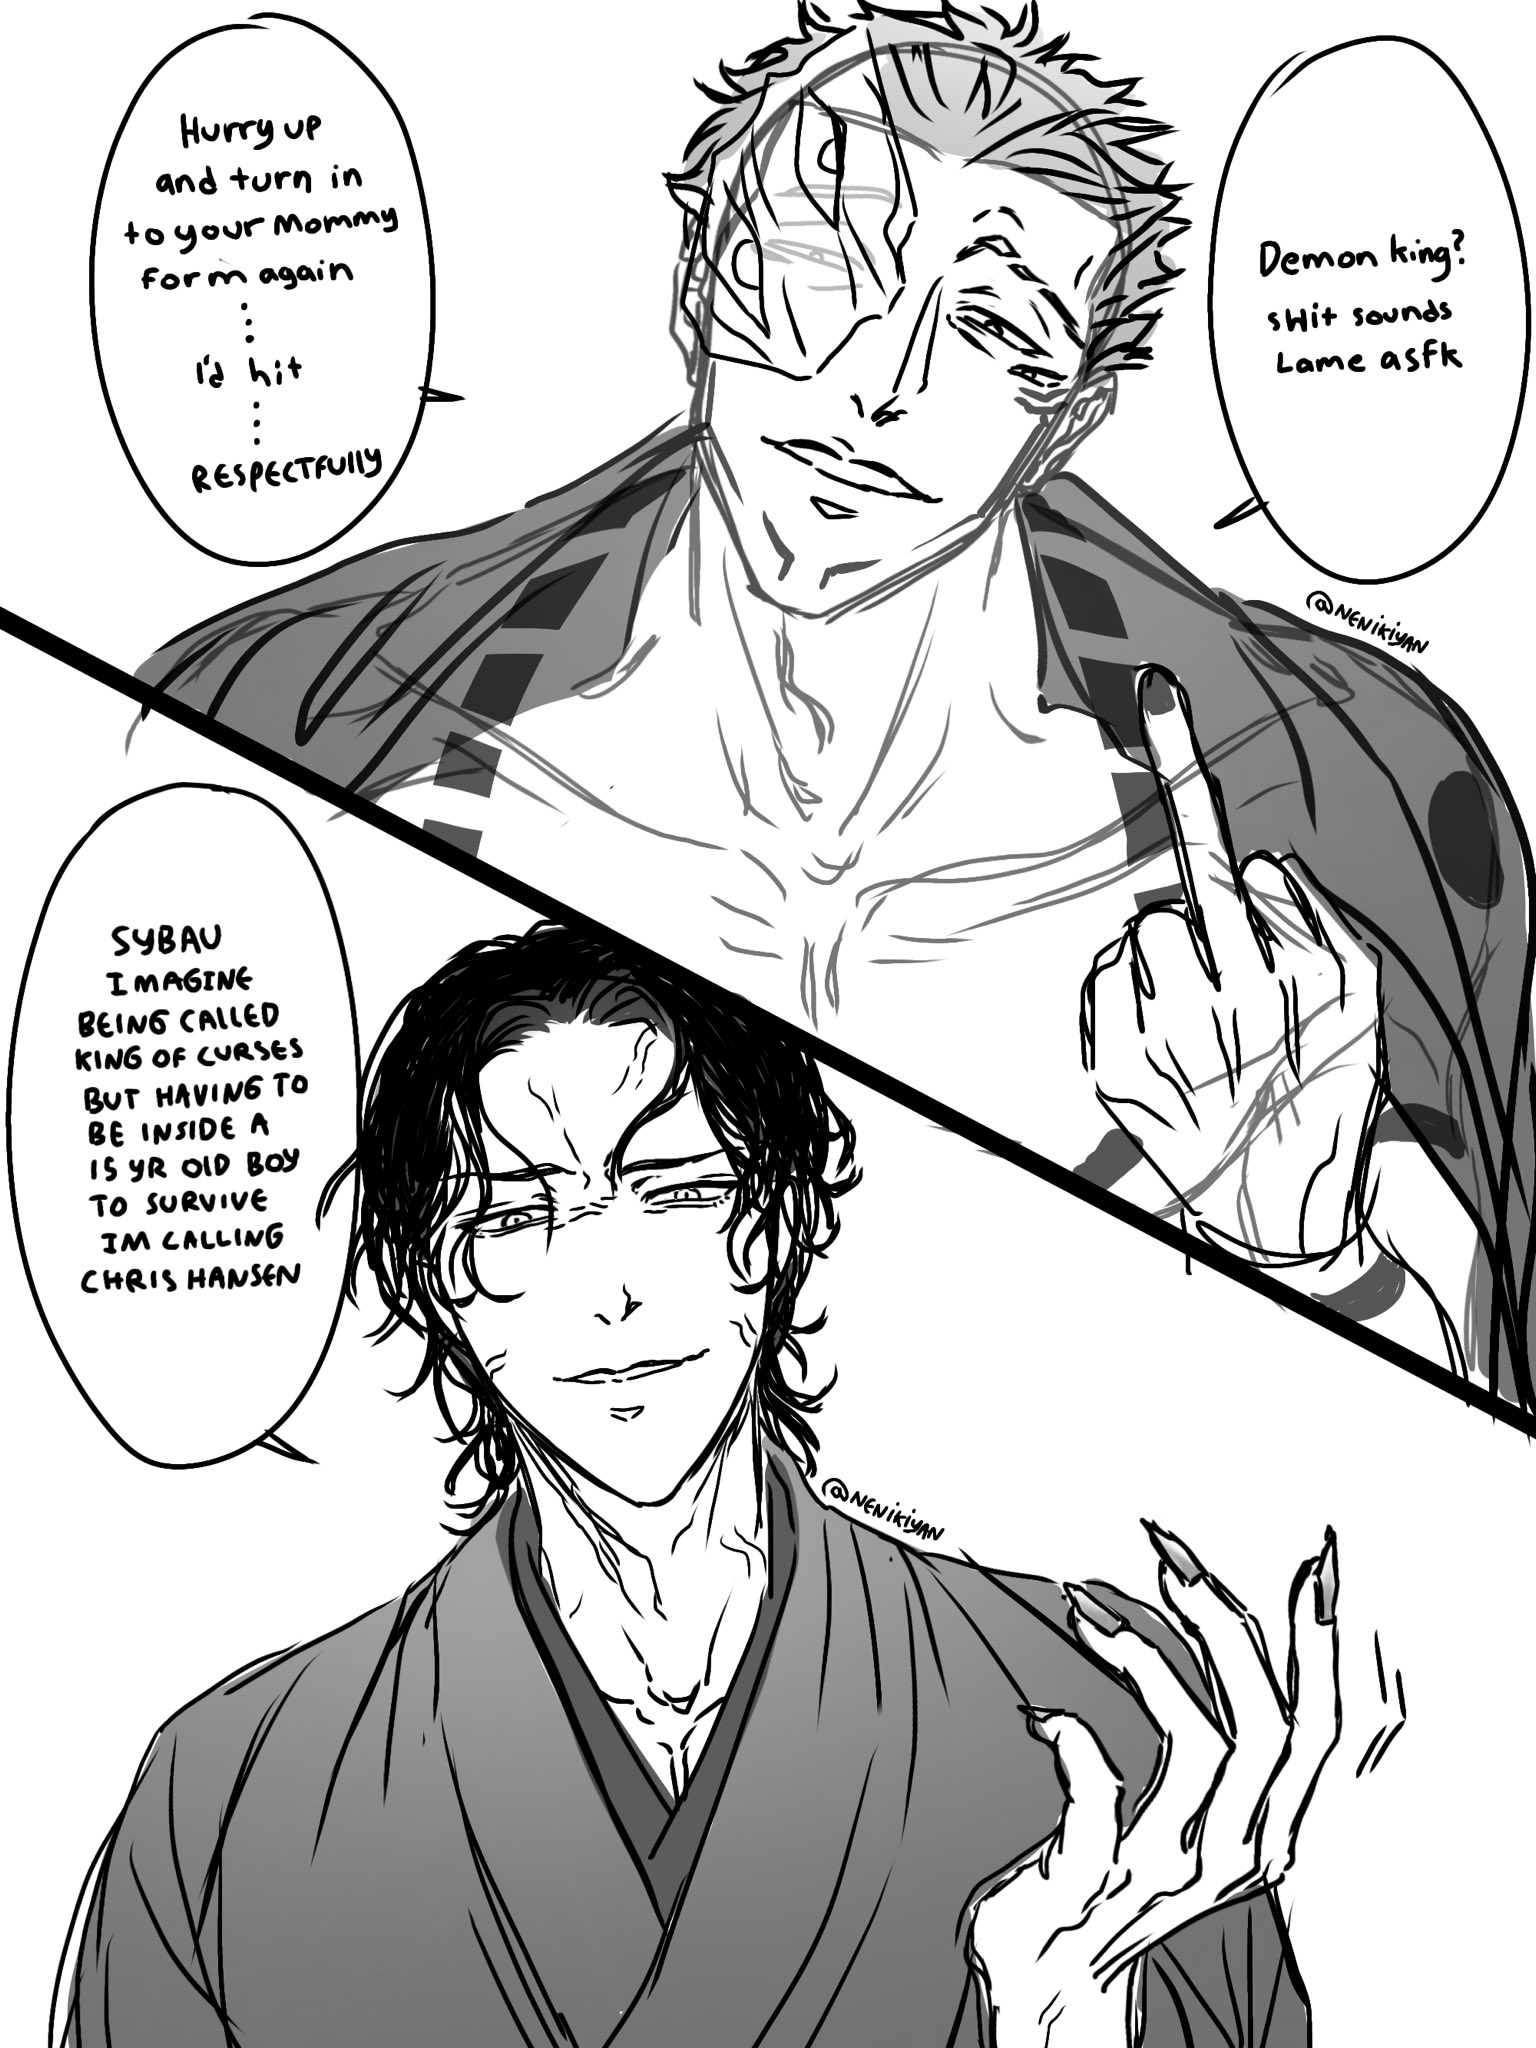 Hurry up
and turn in
to your Mommy
form again
I'd hit
RESPECTfUlly
Demon king?
sHit sounds
Lame asfk
@NENIKIYAN
SYBAU
IMAGINE
BEING CALLED
KING OF CURSES
BUT HAVING TO
BE INSIDE A
15 YR OlD BOY
TO SURVIVE
IM CALLING
CHRIS HANSEN
@NENIKIYAN